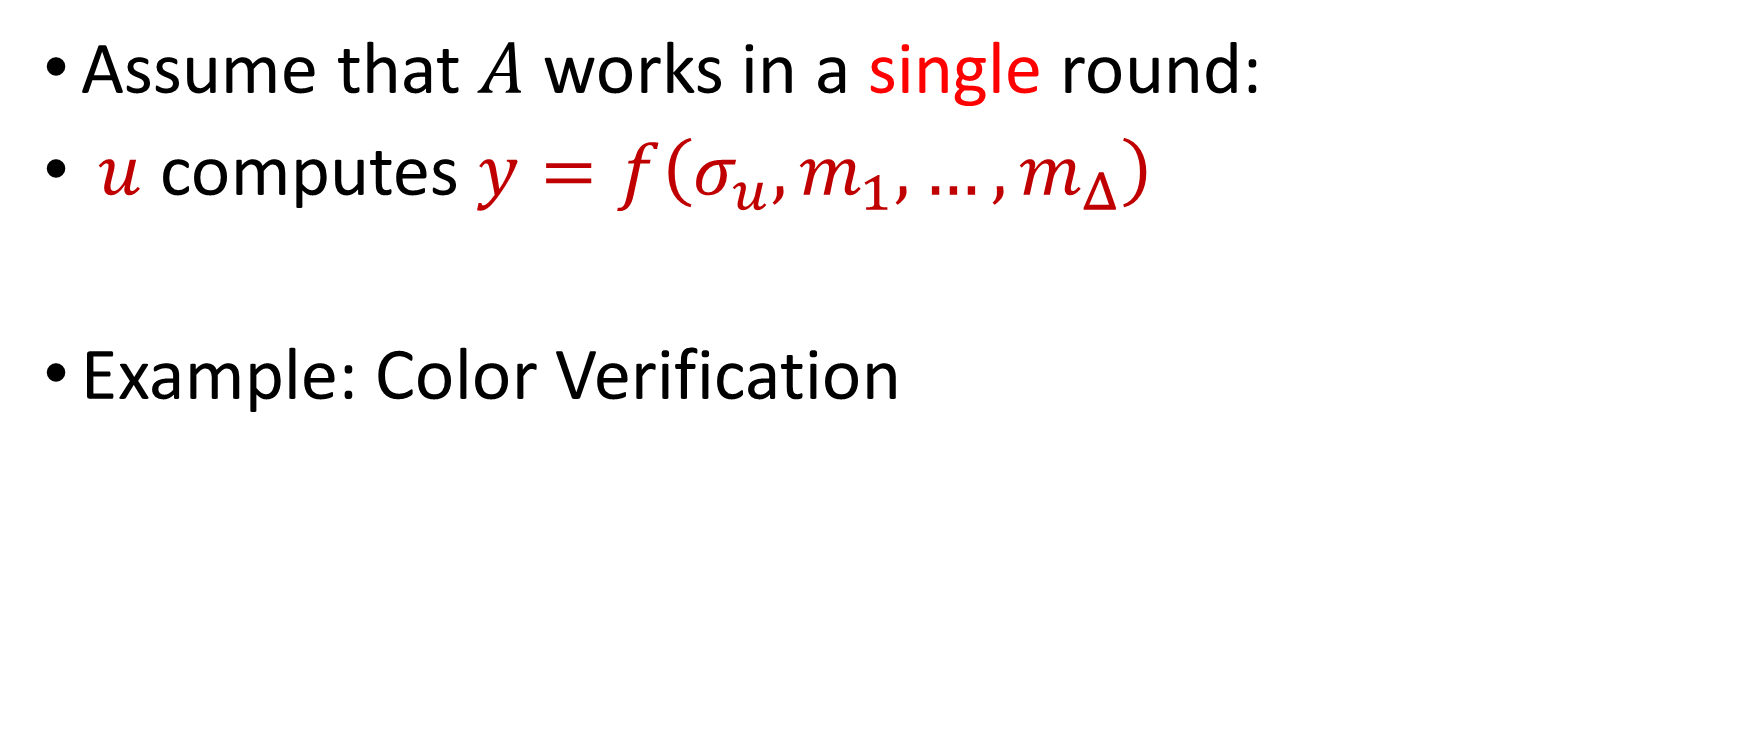 • Assume that A works in a single round:
• u computes y = f(σ_u, m_1, … , m_Δ)
• Example: Color Verification